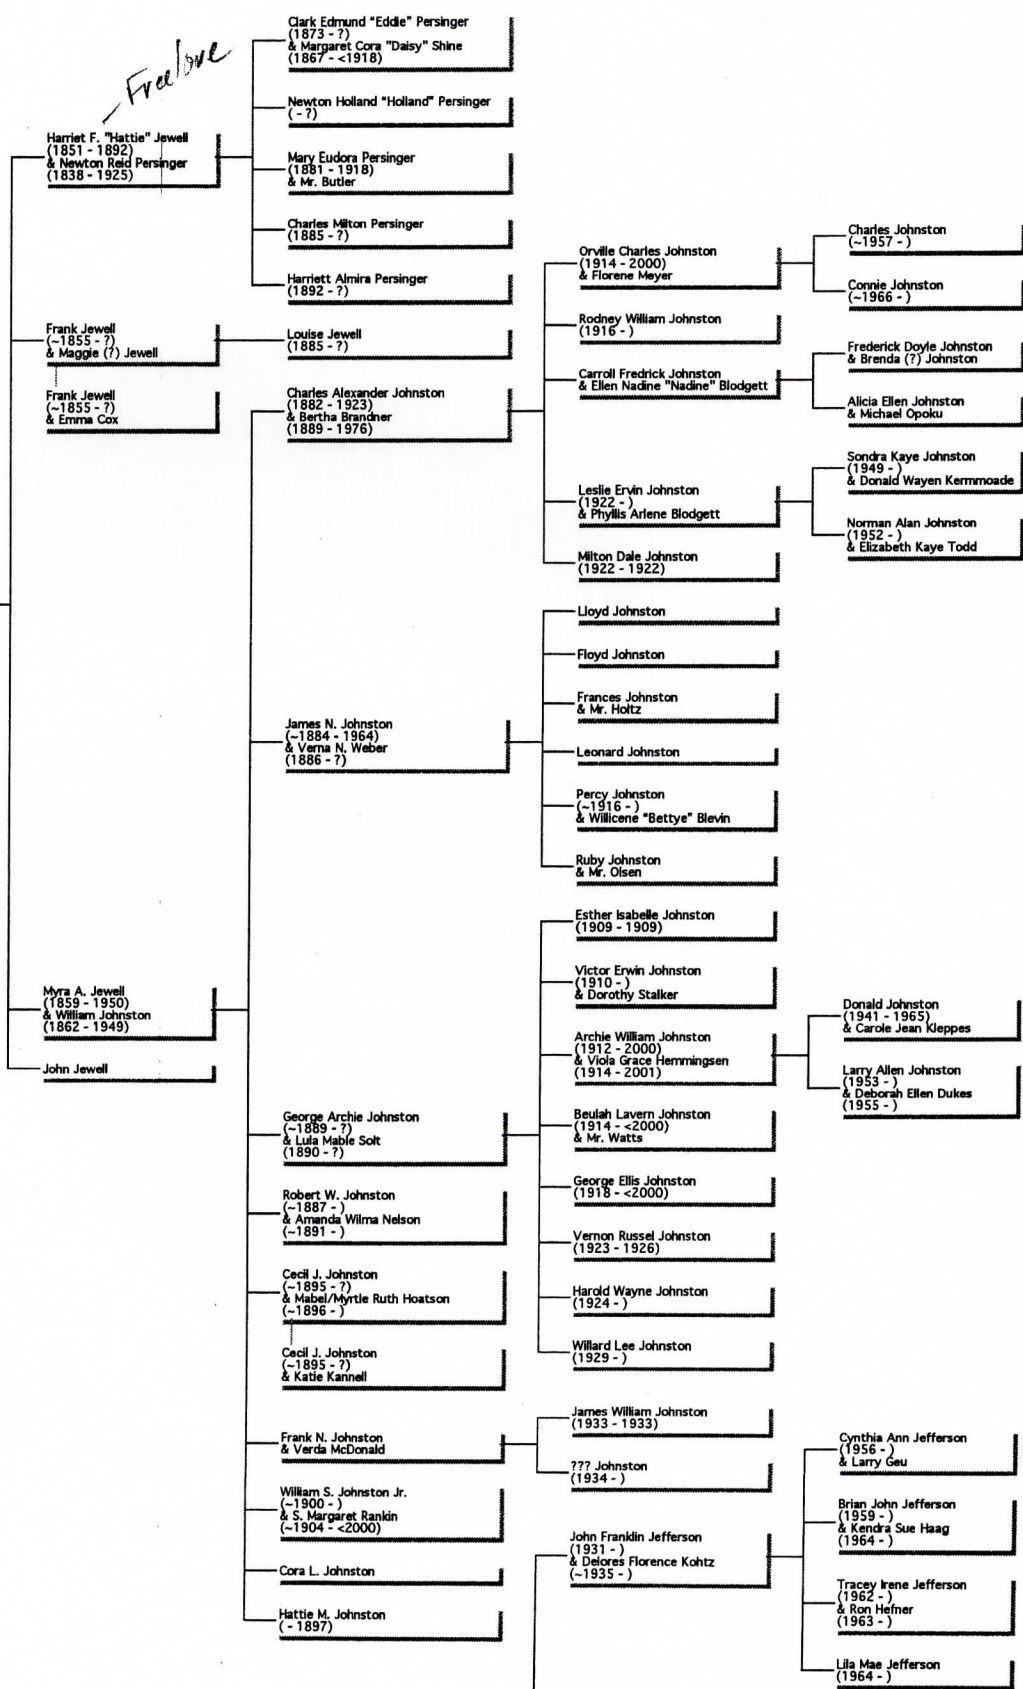 Freelove
Harriet F. "Hattie" Jewell
(1851 - 1892)
& Newton Reid Persinger
(1838 - 1925)
Frank Jewell
(~1855 - ?)
& Maggie (?) Jewell
Frank Jewell
(~1855 - ?)
& Emma Cox
Myra A. Jewell
(1859 - 1950)
& William Johnston
(1862 - 1949)
John Jewell
Clark Edmund "Eddie" Persinger
(1873 - ?)
& Margaret Cora "Daisy" Shine
(1867 - <1918)
Newton Holland "Holland" Persinger
( - ?)
Mary Eudora Persinger
(1881 - 1918)
& Mr. Butler
Charles Milton Persinger
(1885 - ?)
Harriett Almira Persinger
(1892 - ?)
Louise Jewell
(1885 - ?)
Charles Alexander Johnston
(1882 - 1923)
& Bertha Brandner
(1889 - 1976)
James N. Johnston
(~1884 - 1964)
& Verna N. Weber
(1886 - ?)
George Archie Johnston
(~1889 - ?)
& Lula Mable Solt
(1890 - ?)
Robert W. Johnston
(~1887 - )
& Amanda Wilma Nelson
(~1891 - )
Cecil J. Johnston
(~1895 - ?)
& Mabel/Myrtle Ruth Hoatson
(~1896 - )
Cecil J. Johnston
(~1895 - ?)
& Katie Kannell
Frank N. Johnston
& Verda McDonald
William S. Johnston Jr.
(~1900 - )
& S. Margaret Rankin
(~1904 - <2000)
Cora L. Johnston
Hattie M. Johnston
( - 1897)
Orville Charles Johnston
(1914 - 2000)
& Florene Meyer
Rodney William Johnston
(1916 - )
Carroll Fredrick Johnston
& Ellen Nadine "Nadine" Blodgett
Leslie Ervin Johnston
(1922 - )
& Phyllis Arlene Blodgett
Milton Dale Johnston
(1922 - 1922)
Lloyd Johnston
Floyd Johnston
Frances Johnston
& Mr. Holtz
Leonard Johnston
Percy Johnston
(~1916 - )
& Willicene "Bettye" Blevin
Ruby Johnston
& Mr. Olsen
Esther Isabelle Johnston
(1909 - 1909)
Victor Erwin Johnston
(1910 - )
& Dorothy Stalker
Archie William Johnston
(1912 - 2000)
& Viola Grace Hemmingsen
(1914 - 2001)
Beulah Lavern Johnston
(1914 - <2000)
& Mr. Watts
George Ellis Johnston
(1918 - <2000)
Vernon Russel Johnston
(1923 - 1926)
Harold Wayne Johnston
(1924 - )
Willard Lee Johnston
(1929 - )
James William Johnston
(1933 - 1933)
??? Johnston
(1934 - )
John Franklin Jefferson
(1931 - )
& Delores Florence Kohtz
(~1935 - )
Charles Johnston
(~1957 - )
Connie Johnston
(~1966 - )
Frederick Doyle Johnston
& Brenda (?) Johnston
Alicia Ellen Johnston
& Michael Opoku
Sondra Kaye Johnston
(1949 - )
& Donald Wayen Kermmoade
Norman Alan Johnston
(1952 - )
& Elizabeth Kaye Todd
Donald Johnston
(1941 - 1965)
& Carole Jean Kleppes
Larry Allen Johnston
(1953 - )
& Deborah Ellen Dukes
(1955 - )
Cynthia Ann Jefferson
(1956 - )
& Larry Geu
Brian John Jefferson
(1959 - )
& Kendra Sue Haag
(1964 - )
Tracey Irene Jefferson
(1962 - )
& Ron Hefner
(1963 - )
Lila Mae Jefferson
(1964 - )